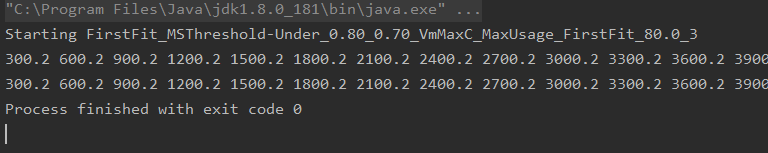 "C:\Program Files\Java\jdk1.8.0_181\bin\java.exe" ...
Starting FirstFit_MSThreshold-Under_0.80_0.70_VmMaxC_MaxUsage_FirstFit_80.0_3
300.2 600.2 900.2 1200.2 1500.2 1800.2 2100.2 2400.2 2700.2 3000.2 3300.2 3600.2 3900
300.2 600.2 900.2 1200.2 1500.2 1800.2 2100.2 2400.2 2700.2 3000.2 3300.2 3600.2 3900
Process finished with exit code 0